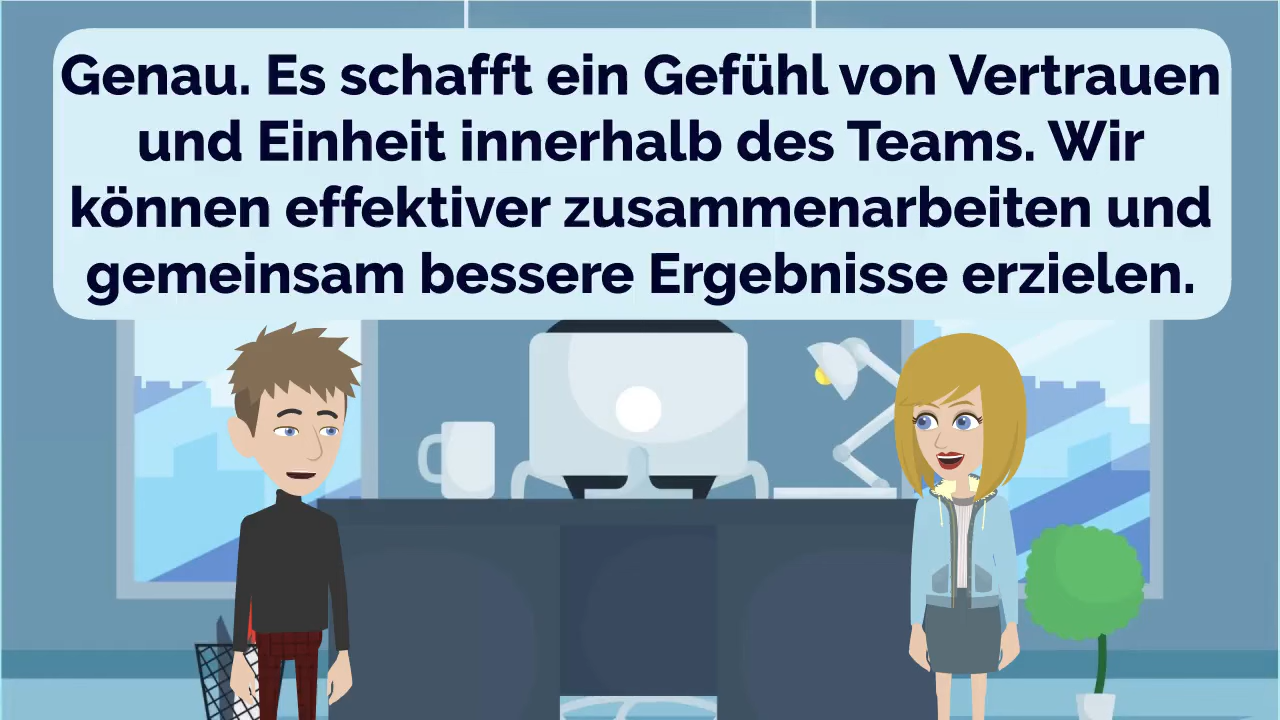 Genau. Es schafft ein Gefühl von Vertrauen
und Einheit innerhalb des Teams. Wir
können effektiver zusammenarbeiten und
gemeinsam bessere Ergebnisse erzielen.